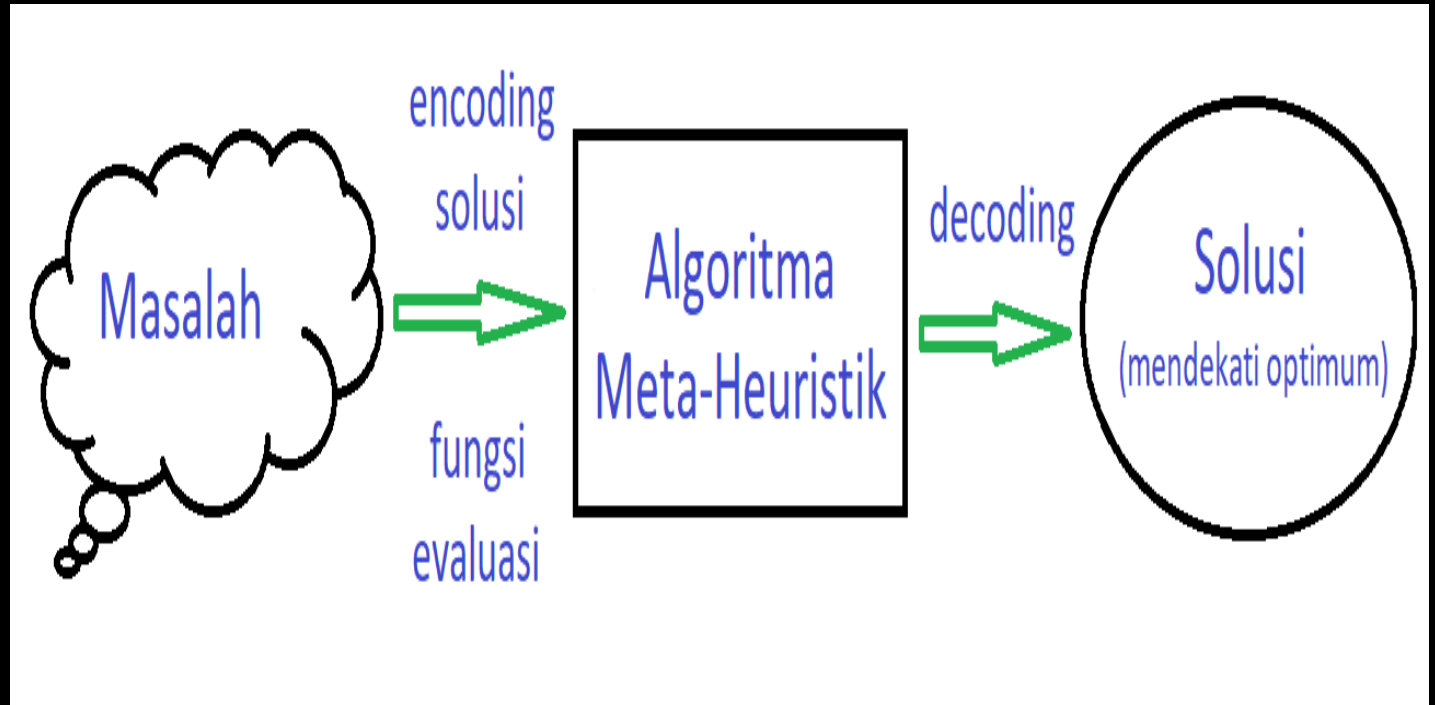 Masalah
encoding
solusi
fungsi
evaluasi
Algoritma
Meta-Heuristik
decoding
Solusi
(mendekati optimum)